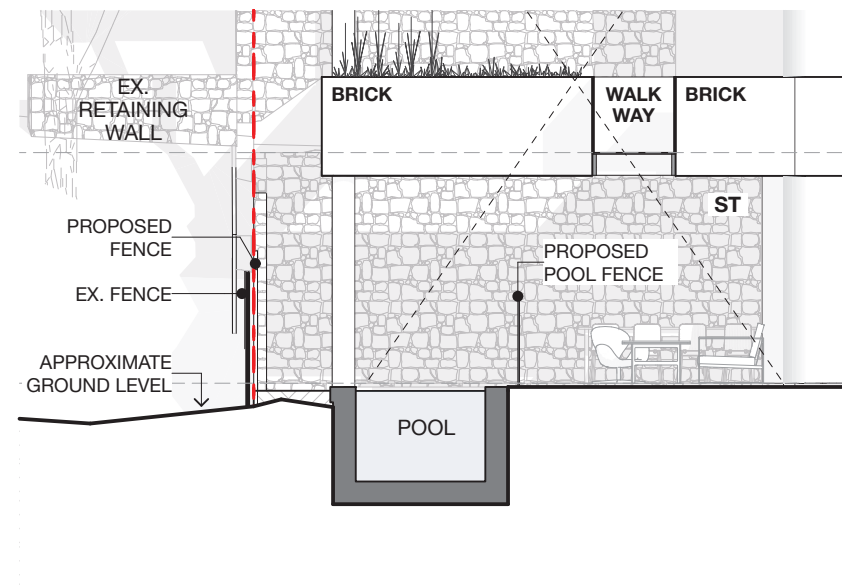 EX.
RETAINING
WALL
BRICK
WALK
WAY
BRICK
ST
PROPOSED
FENCE
PROPOSED
POOL FENCE
EX. FENCE
APPROXIMATE
GROUND LEVEL
POOL